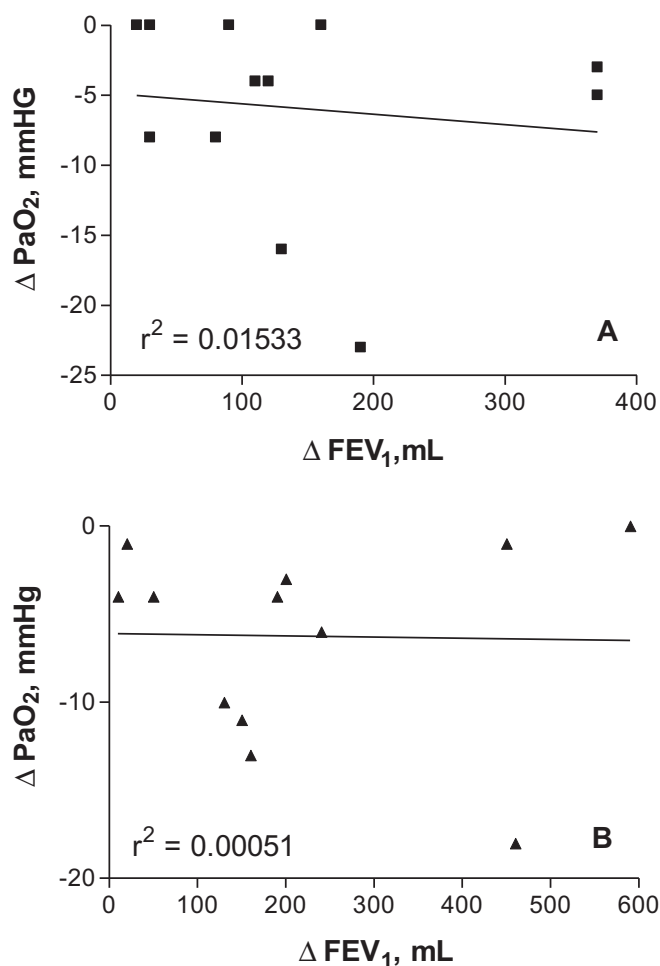 0
-5
-10
-15
-20
-25
Δ PaO₂, mmHG
r² = 0.01533
A
0 100 200 300 400
Δ FEV₁,mL
0
-10
-20
Δ PaO₂, mmHg
r² = 0.00051
B
0 100 200 300 400 500 600
Δ FEV₁, mL